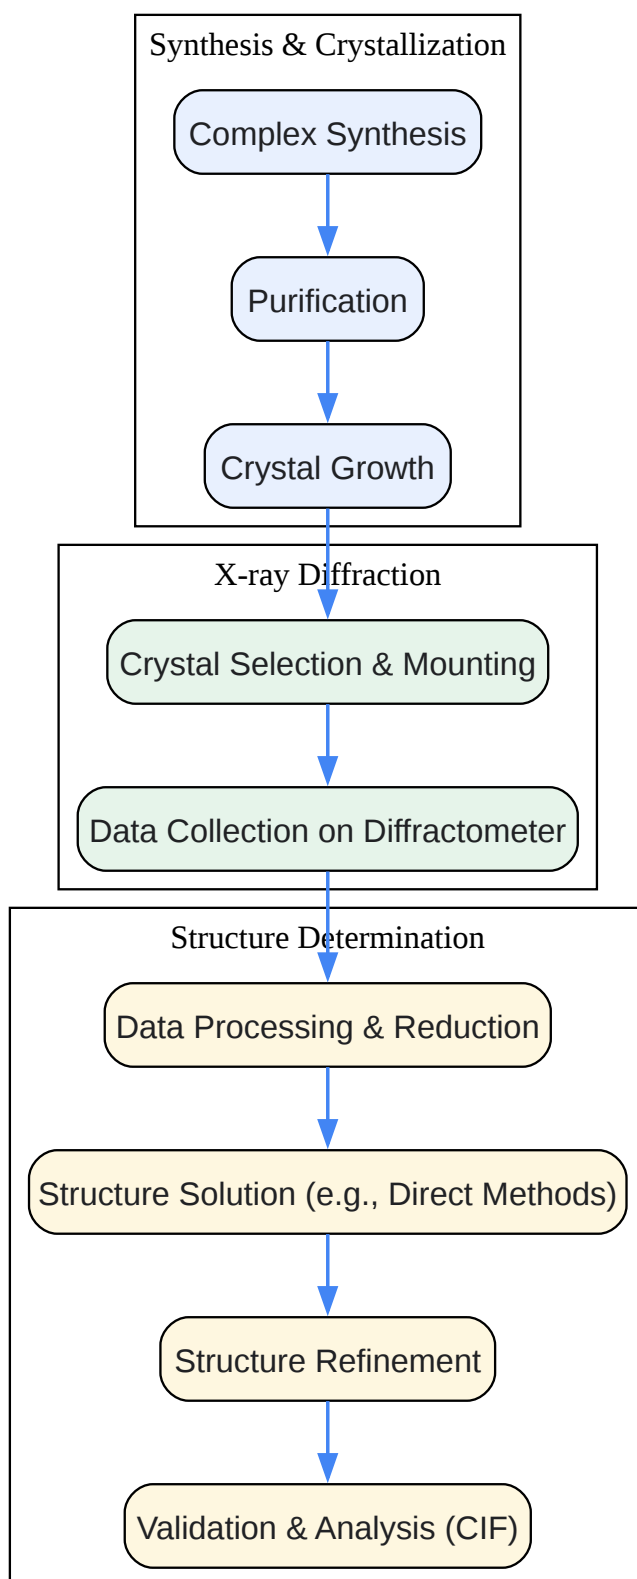 Synthesis & Crystallization
Complex Synthesis
Purification
Crystal Growth
X-ray Diffraction
Crystal Selection & Mounting
Data Collection on Diffractometer
Structure Determination
Data Processing & Reduction
Structure Solution (e.g., Direct Methods)
Structure Refinement
Validation & Analysis (CIF)